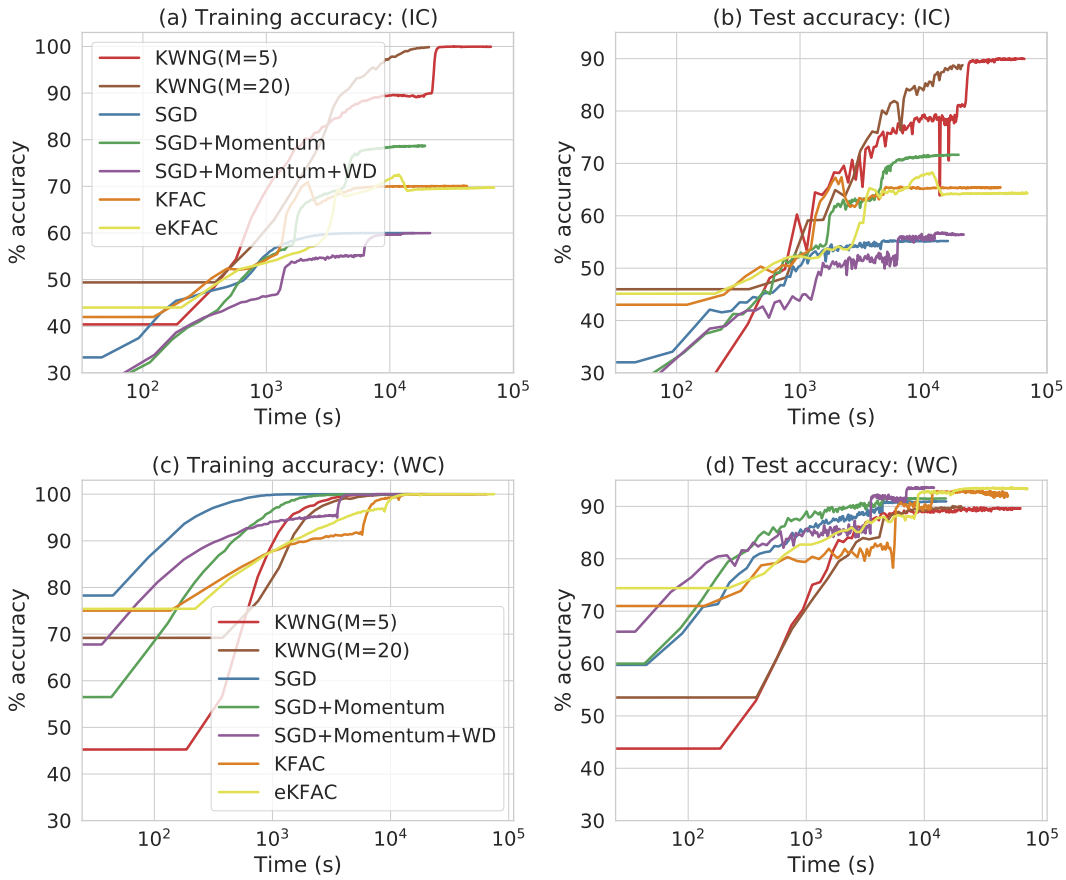 (a) Training accuracy: (IC)
% accuracy
100
90
80
70
60
50
40
30
KWNG(M=5)
KWNG(M=20)
SGD
SGD+Momentum
SGD+Momentum+WD
KFAC
eKFAC
10² 10³ 10⁴ 10⁵
Time (s)
(b) Test accuracy: (IC)
% accuracy
90
80
70
60
50
40
30
10² 10³ 10⁴ 10⁵
Time (s)
(c) Training accuracy: (WC)
% accuracy
100
90
80
70
60
50
40
30
KWNG(M=5)
KWNG(M=20)
SGD
SGD+Momentum
SGD+Momentum+WD
KFAC
eKFAC
10² 10³ 10⁴ 10⁵
Time (s)
(d) Test accuracy: (WC)
% accuracy
90
80
70
60
50
40
30
10² 10³ 10⁴ 10⁵
Time (s)